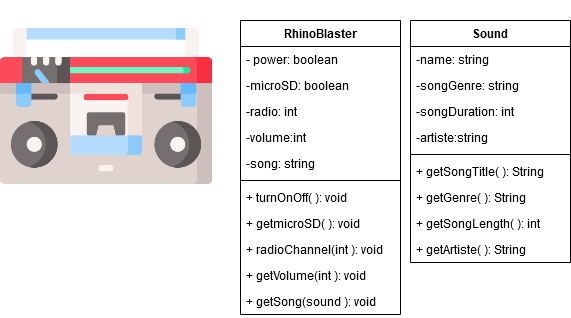 RhinoBlaster
- power: boolean
-microSD: boolean
-radio: int
-volume:int
-song: string
+ turnOnOff( ): void
+ getmicroSD( ): void
+ radioChannel(int ): void
+ getVolume(int ): void
+ getSong(sound ): void
Sound
-name: string
-songGenre: string
-songDuration: int
-artiste:string
+ getSongTitle( ): String
+ getGenre( ): String
+ getSongLength( ): int
+ getArtiste( ): String